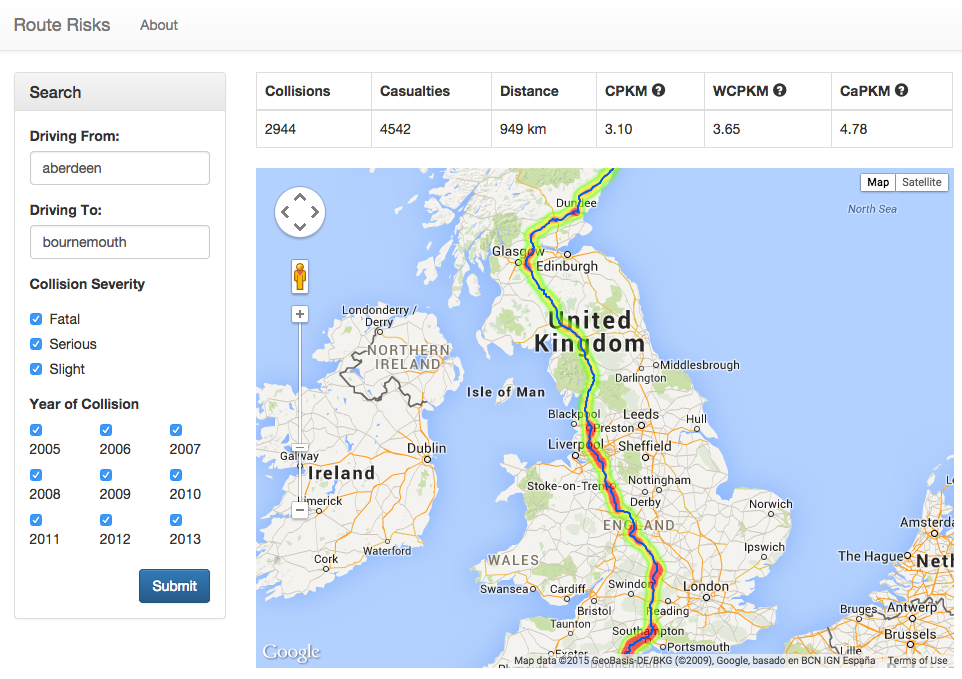 Route Risks About
Search
Driving From:
aberdeen
Driving To:
bournemouth
Collision Severity
Fatal
Serious
Slight
Year of Collision
2005 2006 2007
2008 2009 2010
2011 2012 2013
Submit
Collisions Casualties Distance CPKM ? WCPKM ? CaPKM ?
2944 4542 949 km 3.10 3.65 4.78
Map Satellite
North Sea
Dundee
Glasgow
Edinburgh
United
Kingdom
Londonderry /
Derry
NORTHERN
IRELAND
Isle of Man
Middlesbrough
Darlington
Blackpool
Leeds
Hull
Preston
Liverpool
Sheffield
Dublin
Galway
Ireland
Nottingham
Stoke-on-Trent
Derby
Limerick
Norwich
ENGLAND
Amsterda
Waterford
Ipswich
Cork
WALES
The Hague
Neth
Swansea
Cardiff
Swindon
London
Bristol
Reading
Bruges
Antwerp
Taunton
Southampton
Brussels
Portsmouth
Lille
Exeter
Bournemouth
Google
Map data ©2015 GeoBasis-DE/BKG (©2009), Google, basado en BCN IGN España Terms of Use